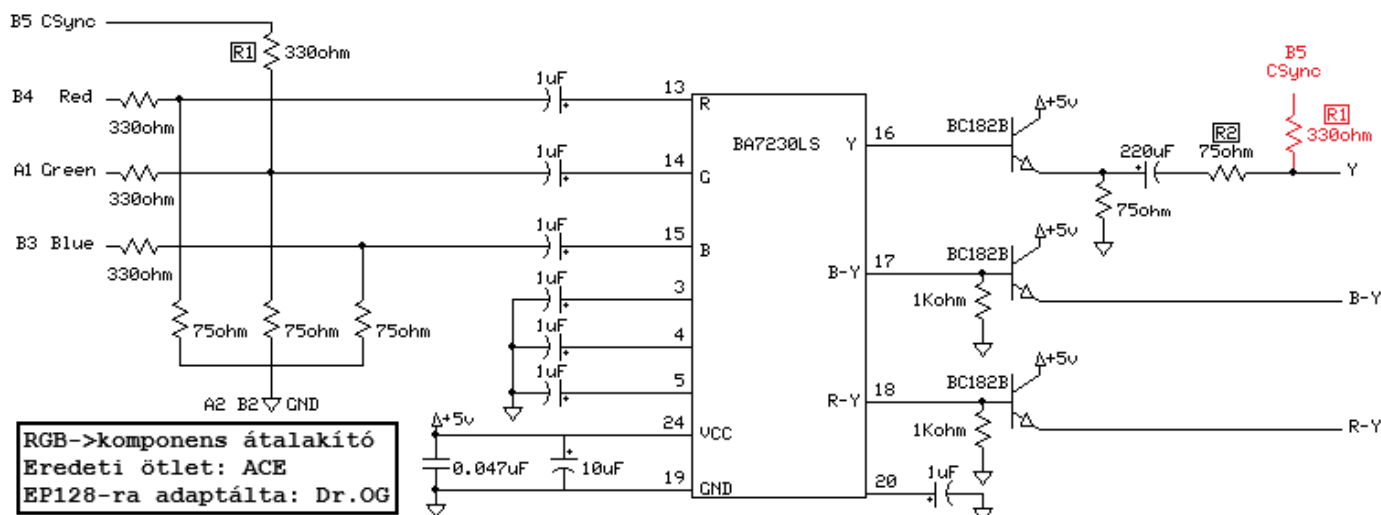 B5 CSync
R1 330ohm
B4 Red
330ohm
A1 Green
330ohm
B3 Blue
330ohm
75ohm 75ohm 75ohm
A2 B2 GND
1uF
1uF
1uF
1uF
1uF
1uF
13 R
14 G
15 B
3
4
5
24 VCC
19 GND
+5v
0.047uF 10uF
BA7230LS
Y 16
B-Y 17
R-Y 18
20 1uF
BC182B +5v
220uF
R2
75ohm
75ohm
B5
CSync
R1
330ohm
Y
BC182B +5v
1Kohm
B-Y
BC182B +5v
1Kohm
R-Y
RGB->komponens átalakító
Eredeti ötlet: ACE
EP128-ra adaptálta: Dr.OG